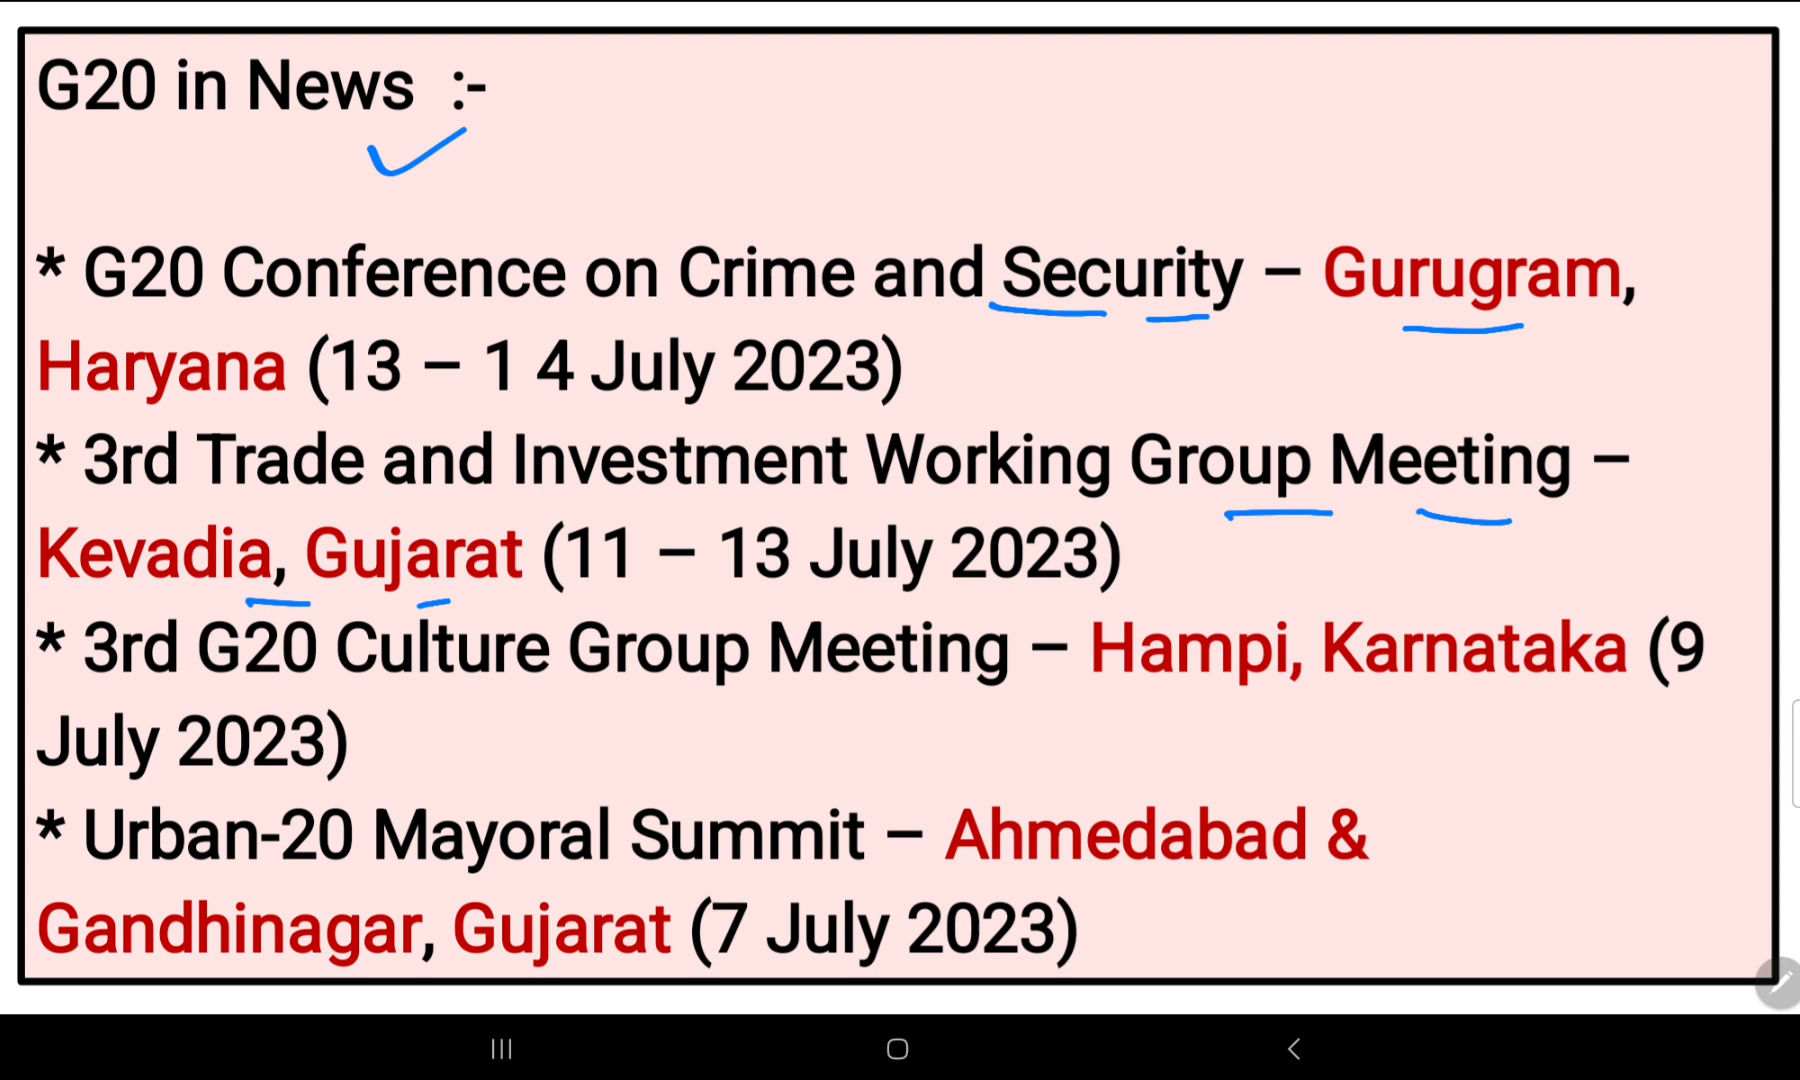 G20 in News :-
* G20 Conference on Crime and Security – Gurugram,
Haryana (13 – 1 4 July 2023)
* 3rd Trade and Investment Working Group Meeting –
Kevadia, Gujarat (11 – 13 July 2023)
* 3rd G20 Culture Group Meeting – Hampi, Karnataka (9
July 2023)
* Urban-20 Mayoral Summit – Ahmedabad &
Gandhinagar, Gujarat (7 July 2023)